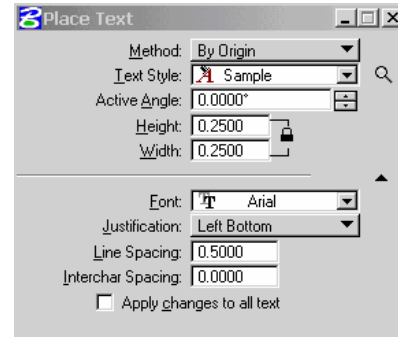 Place Text
Method: By Origin
Text Style: Sample
Active Angle: 0.0000°
Height: 0.2500
Width: 0.2500
Font: Arial
Justification: Left Bottom
Line Spacing: 0.5000
Interchar Spacing: 0.0000
Apply changes to all text